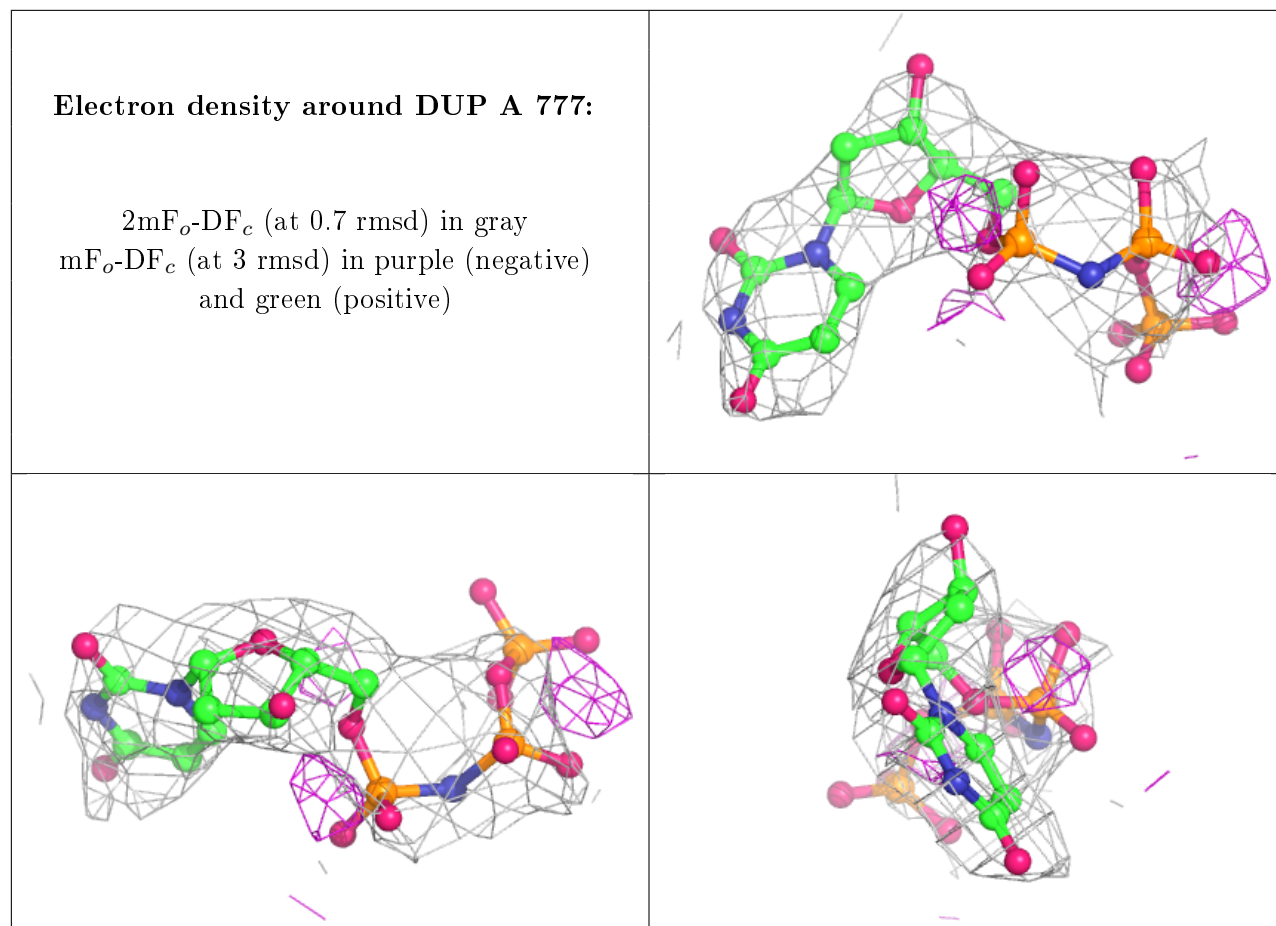 Electron density around DUP A 777:
2mFo-DFc (at 0.7 rmsd) in gray
mFo-DFc (at 3 rmsd) in purple (negative)
and green (positive)